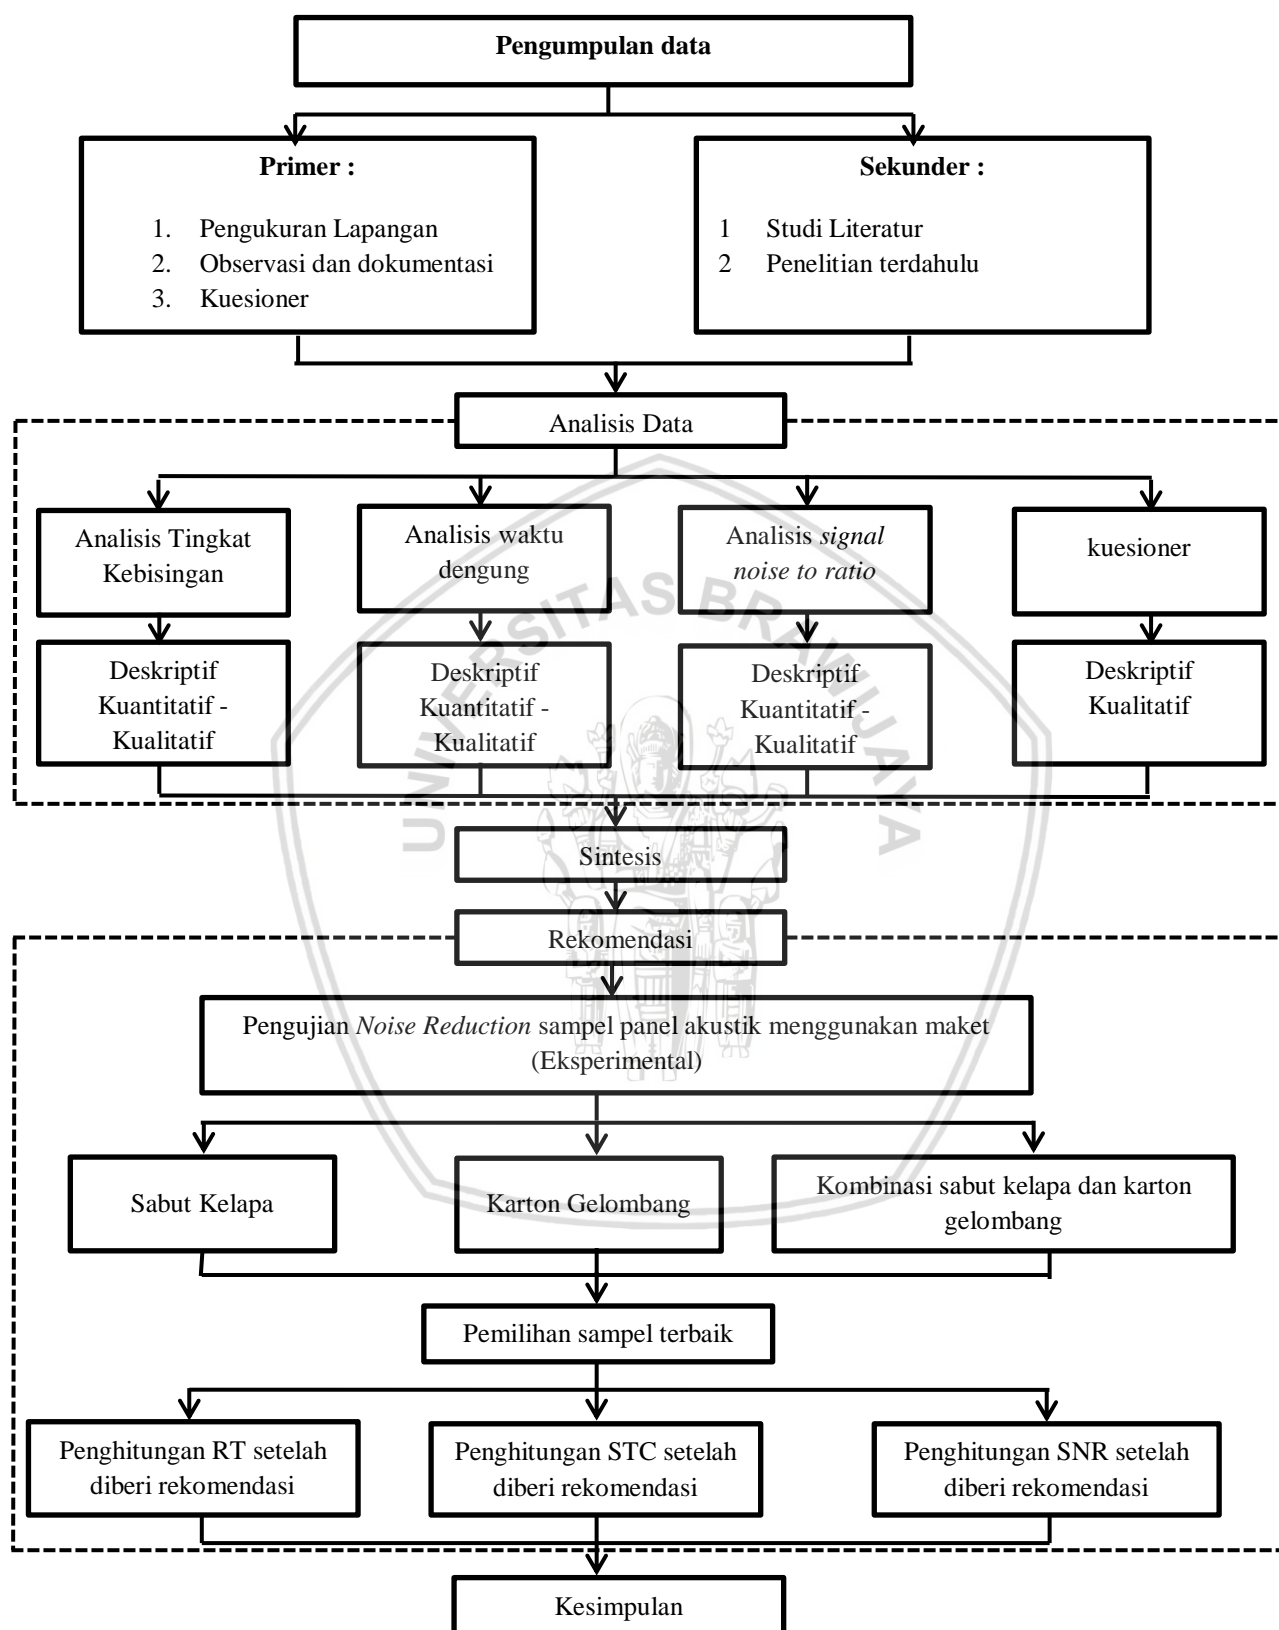 Pengumpulan data
Primer :
1. Pengukuran Lapangan
2. Observasi dan dokumentasi
3. Kuesioner
Sekunder :
1 Studi Literatur
2 Penelitian terdahulu
Analisis Data
Analisis Tingkat
Kebisingan
Analisis waktu
dengung
Analisis signal
noise to ratio
kuesioner
Deskriptif
Kuantitatif -
Kualitatif
Deskriptif
Kuantitatif -
Kualitatif
Deskriptif
Kuantitatif -
Kualitatif
Deskriptif
Kualitatif
UNIVERSITAS BRAWIJAYA
Sintesis
Rekomendasi
Pengujian Noise Reduction sampel panel akustik menggunakan maket
(Eksperimental)
Sabut Kelapa
Karton Gelombang
Kombinasi sabut kelapa dan karton
gelombang
Pemilihan sampel terbaik
Penghitungan RT setelah
diberi rekomendasi
Penghitungan STC setelah
diberi rekomendasi
Penghitungan SNR setelah
diberi rekomendasi
Kesimpulan